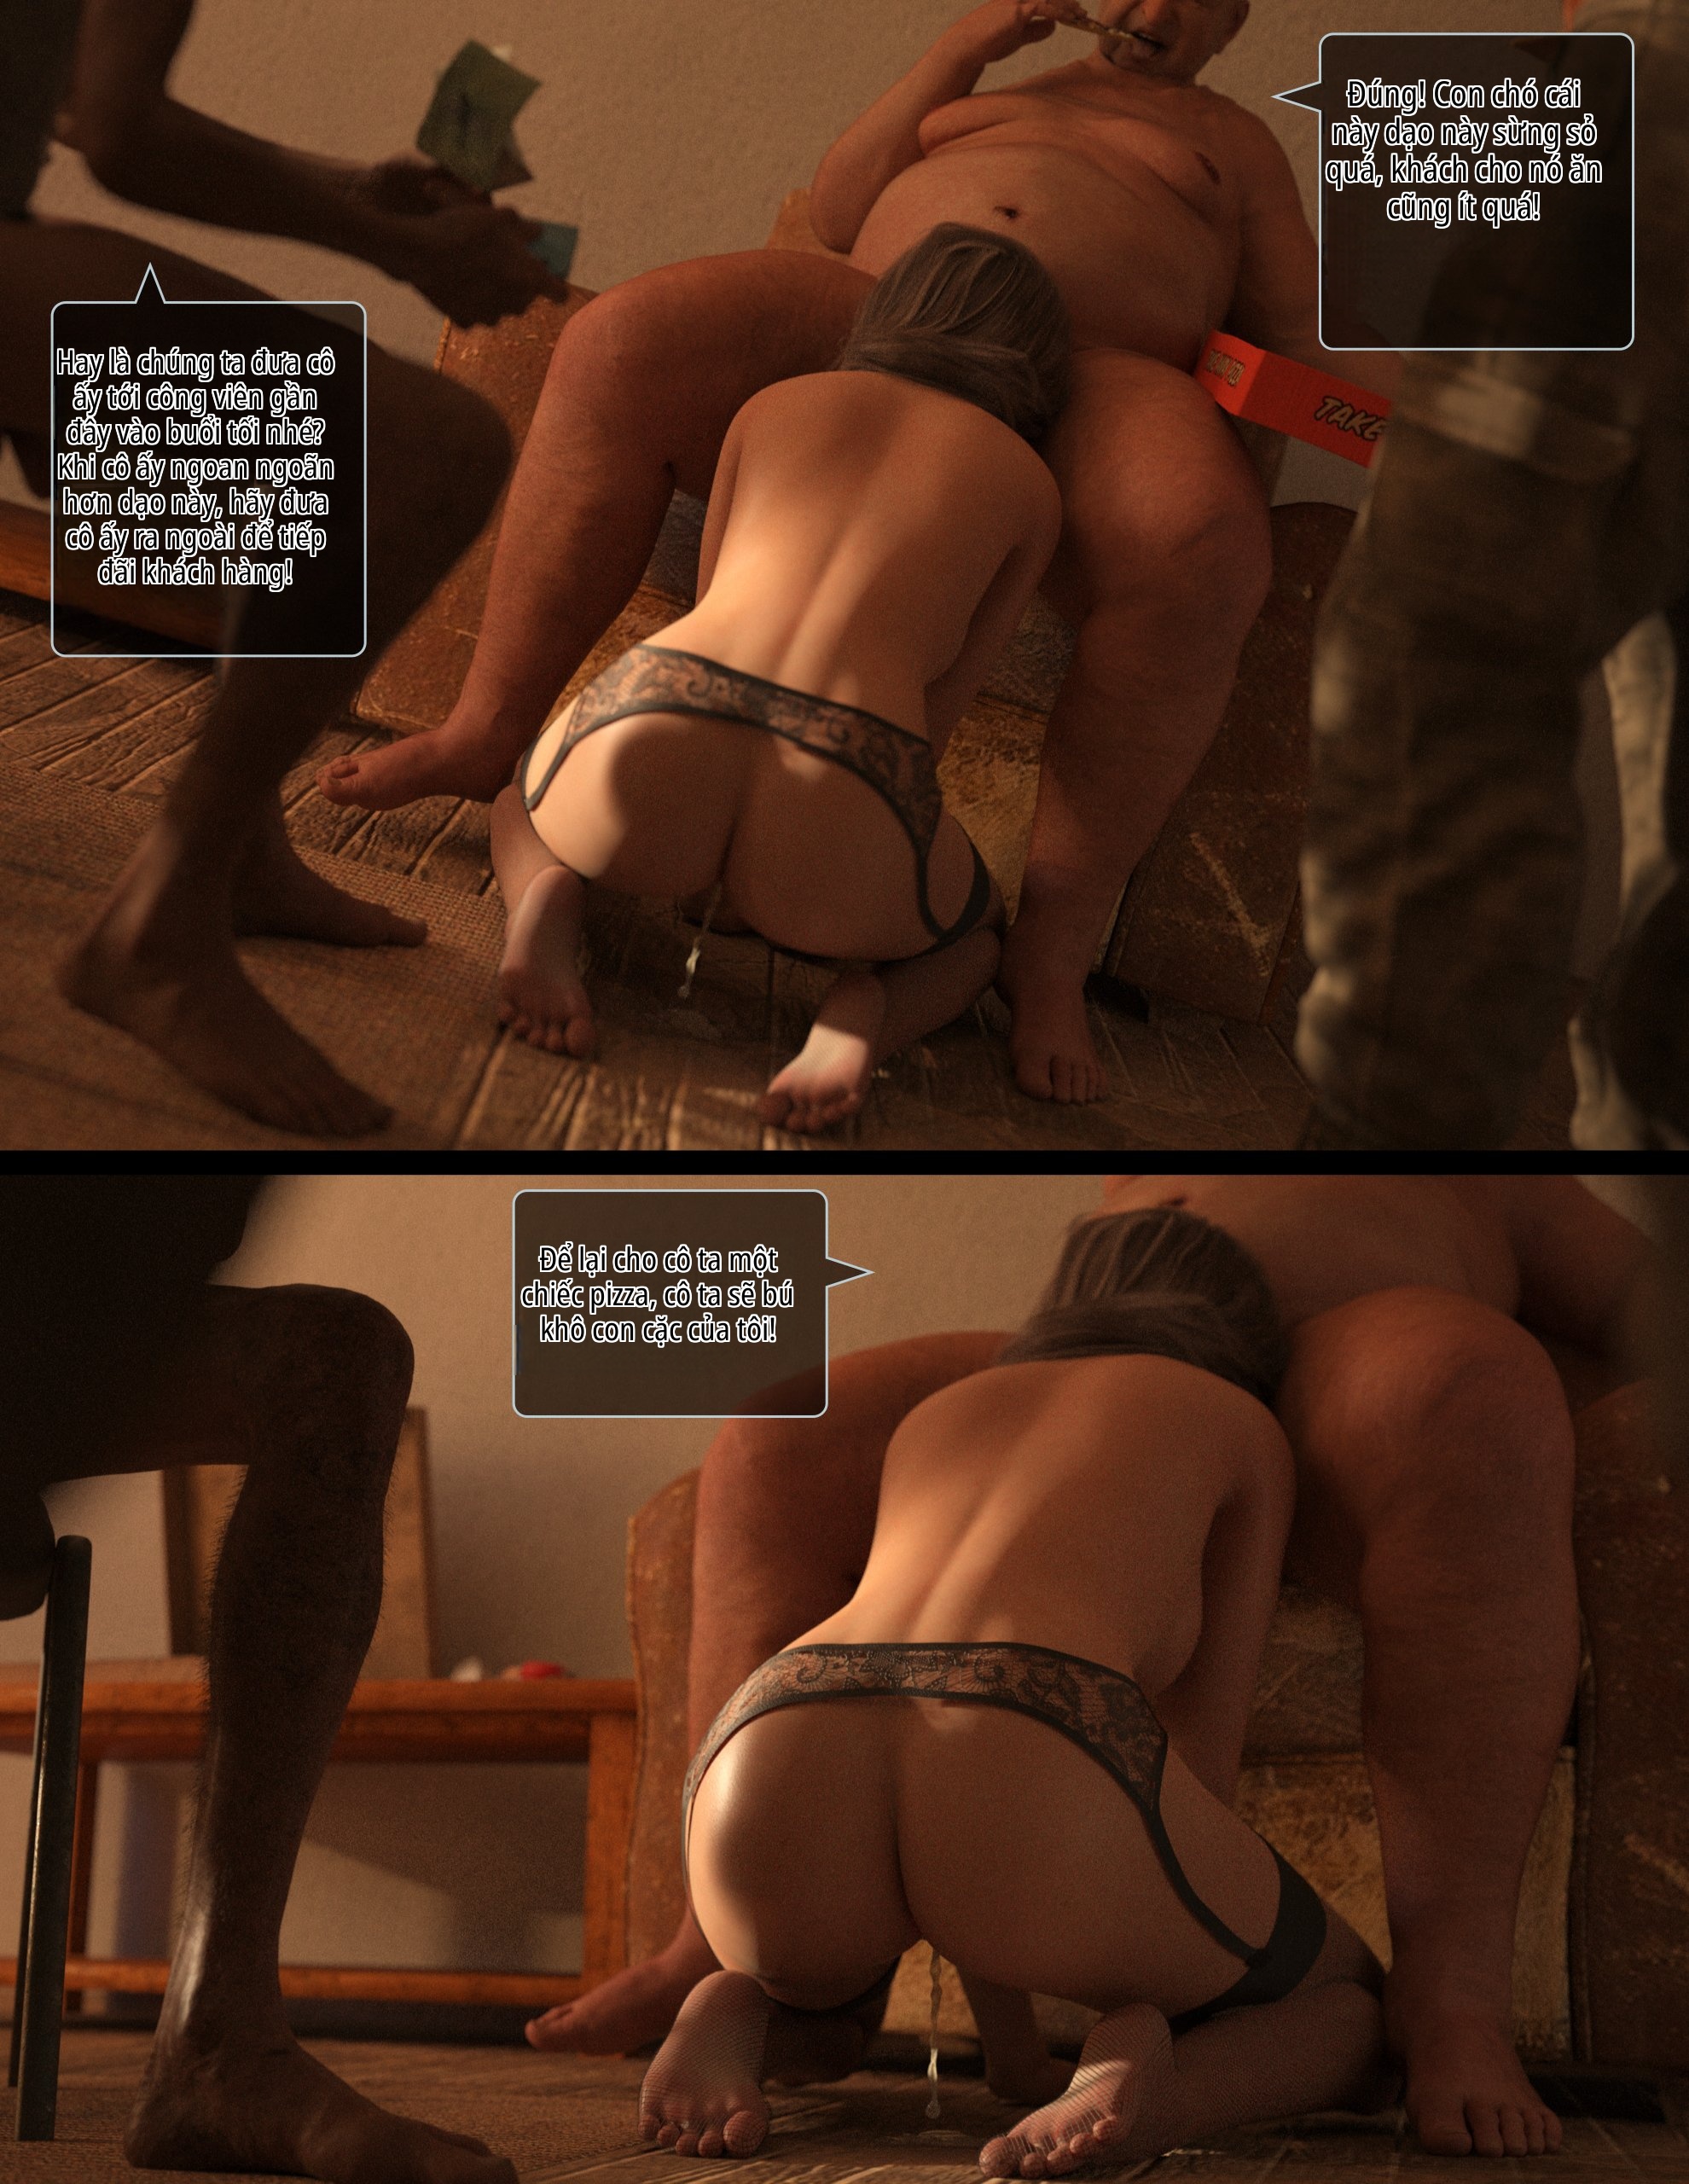 Đúng! Con chó cái
này dạo này sừng sỏ
quá, khách cho nó ăn
cũng ít quá!
Hay là chúng ta đưa cô
ấy tới công viên gần
đây vào buổi tối nhé?
Khi cô ấy ngoan ngoãn
hơn dạo này, hãy đưa
cô ấy ra ngoài để tiếp
đãi khách hàng!
TAKE
Để lại cho cô ta một
chiếc pizza, cô ta sẽ bú
khô con cặc của tôi!